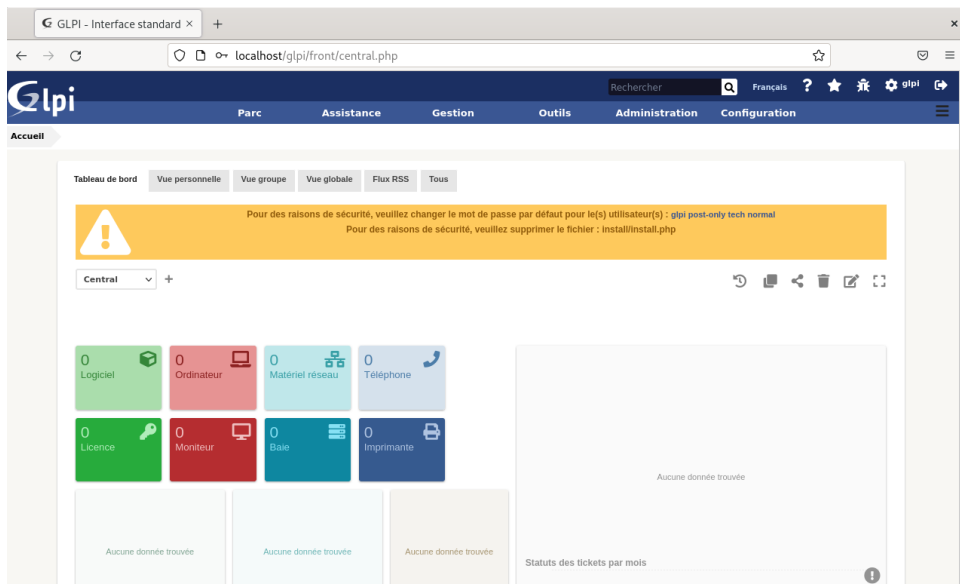 GLPI - Interface standard × +
localhost/glpi/front/central.php
Glpi
Rechercher Français ? glpi
Parc Assistance Gestion Outils Administration Configuration
Accueil
Tableau de bord Vue personnelle Vue groupe Vue globale Flux RSS Tous
Pour des raisons de sécurité, veuillez changer le mot de passe par défaut pour le(s) utilisateur(s) : glpi post-only tech normal
Pour des raisons de sécurité, veuillez supprimer le fichier : install/install.php
Central +
0 0 0 0
Logiciel Ordinateur Matériel réseau Téléphone
0 0 0 0
Licence Moniteur Baie Imprimante
Aucune donnée trouvée
Aucune donnée trouvée Aucune donnée trouvée Aucune donnée trouvée
Statuts des tickets par mois